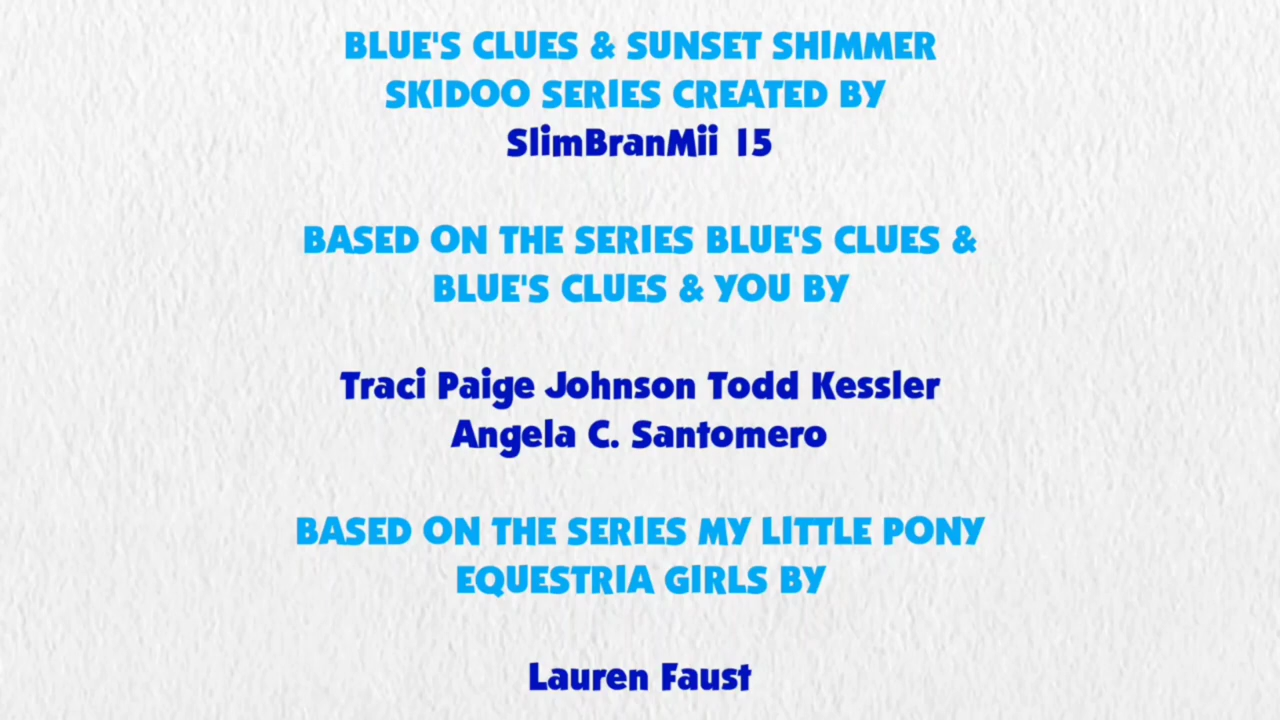 BLUE'S CLUES & SUNSET SHIMMER
SKIDOO SERIES CREATED BY
SlimBranMii 15
BASED ON THE SERIES BLUE'S CLUES &
BLUE'S CLUES & YOU BY
Traci Paige Johnson Todd Kessler
Angela C. Santomero
BASED ON THE SERIES MY LITTLE PONY
EQUESTRIA GIRLS BY
Lauren Faust